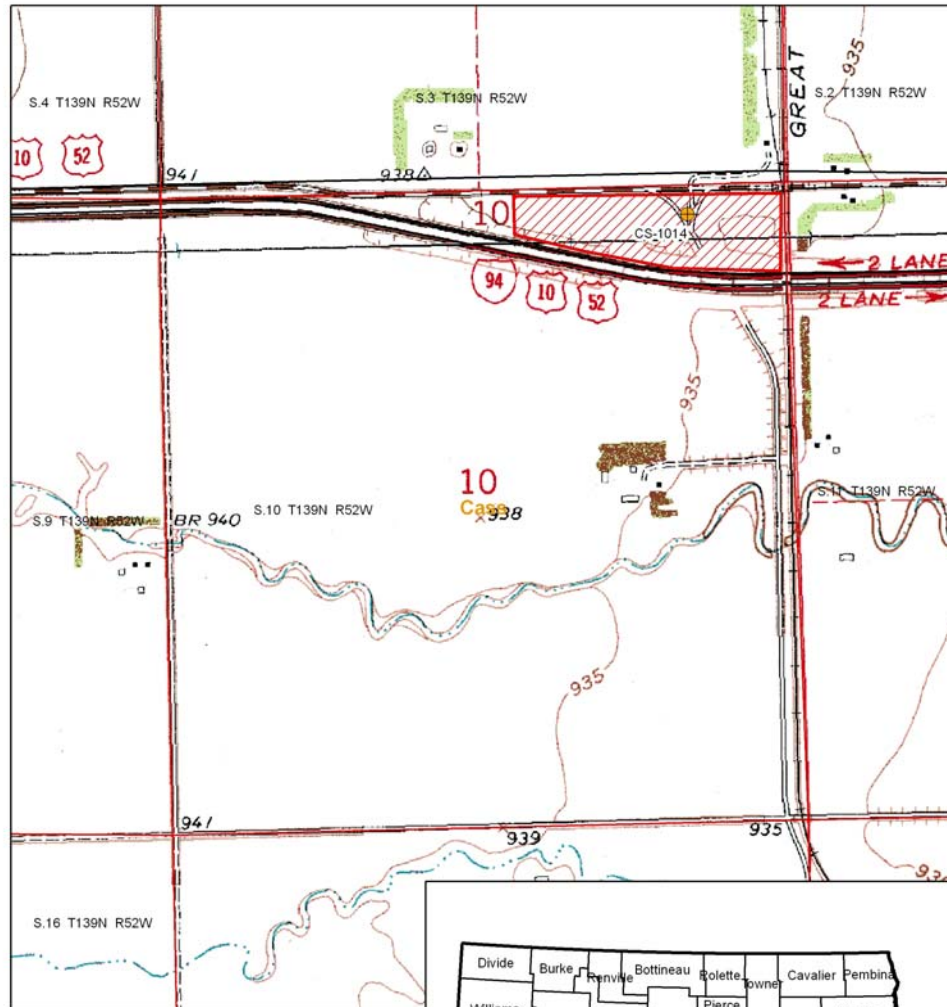 GREAT
935
S.4 T139N R52W
S.3 T139N R52W
S.2 T139N R52W
10
52
941
938
10
CS-1014
2 LANE
94
10
52
2 LANE
935
10
Case
938
S.9 T139N R52W
BR 940
S.10 T139N R52W
S.11 T139N R52W
935
941
939
935
S.16 T139N R52W
Divide
Burke
Renville
Bottineau
Rolette
Towner
Cavalier
Pembina
Pierce